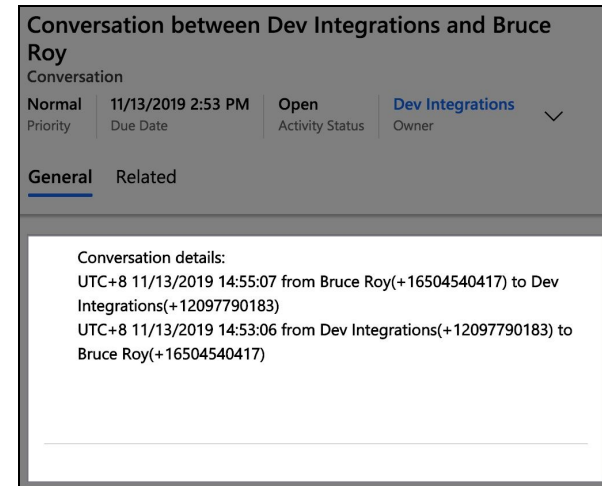 Conversation between Dev Integrations and Bruce
Roy
Conversation
Normal 11/13/2019 2:53 PM Open Dev Integrations
Priority Due Date Activity Status Owner
General Related
Conversation details:
UTC+8 11/13/2019 14:55:07 from Bruce Roy(+16504540417) to Dev
Integrations(+12097790183)
UTC+8 11/13/2019 14:53:06 from Dev Integrations(+12097790183) to
Bruce Roy(+16504540417)